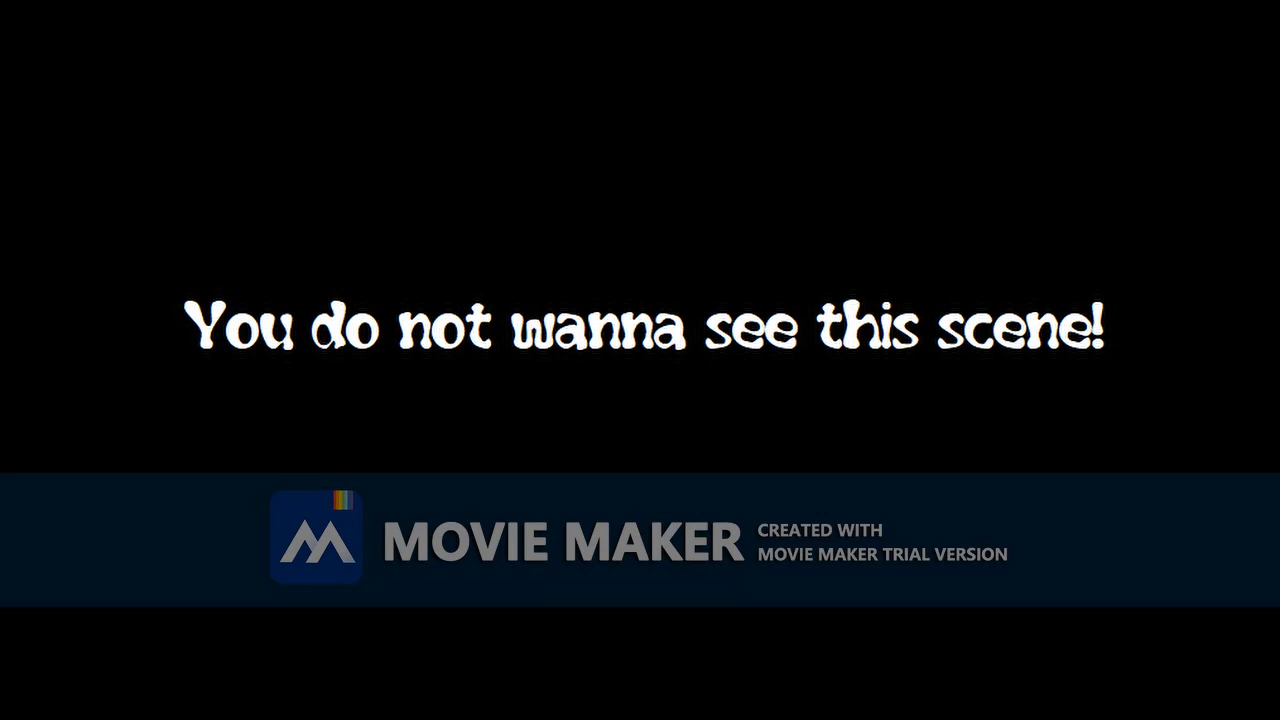 You do not wanna see this scene!
MOVIE MAKER
CREATED WITH
MOVIE MAKER TRIAL VERSION